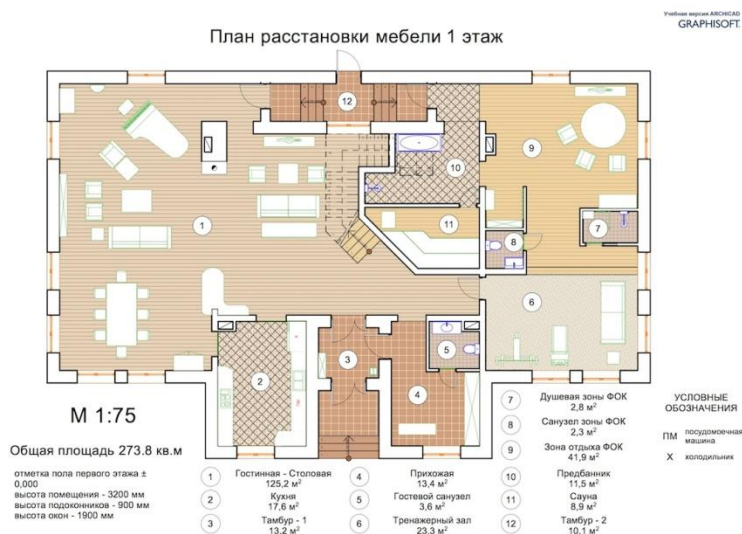 Учебная версия ARCHICAD
GRAPHISOFT.
План расстановки мебели 1 этаж
12
9
10
7
11
1
8
6
5
3
2
4
М 1:75
Общая площадь 273.8 кв.м
отметка пола первого этажа ±
0,000
высота помещения - 3200 мм
высота подоконников - 900 мм
высота окон - 1900 мм
1 Гостинная - Столовая
125,2 м²
2 Кухня
17,6 м²
3 Тамбур - 1
13,2 м²
4 Прихожая
13,4 м²
5 Гостевой санузел
3,6 м²
6 Тренажерный зал
23,3 м²
7 Душевая зоны ФОК
2,8 м²
8 Санузел зоны ФОК
2,3 м²
9 Зона отдыха ФОК
41,9 м²
10 Предбанник
11,5 м²
11 Сауна
8,9 м²
12 Тамбур - 2
10,1 м²
УСЛОВНЫЕ
ОБОЗНАЧЕНИЯ
ПМ посудомоечная
машина
Х холодильник